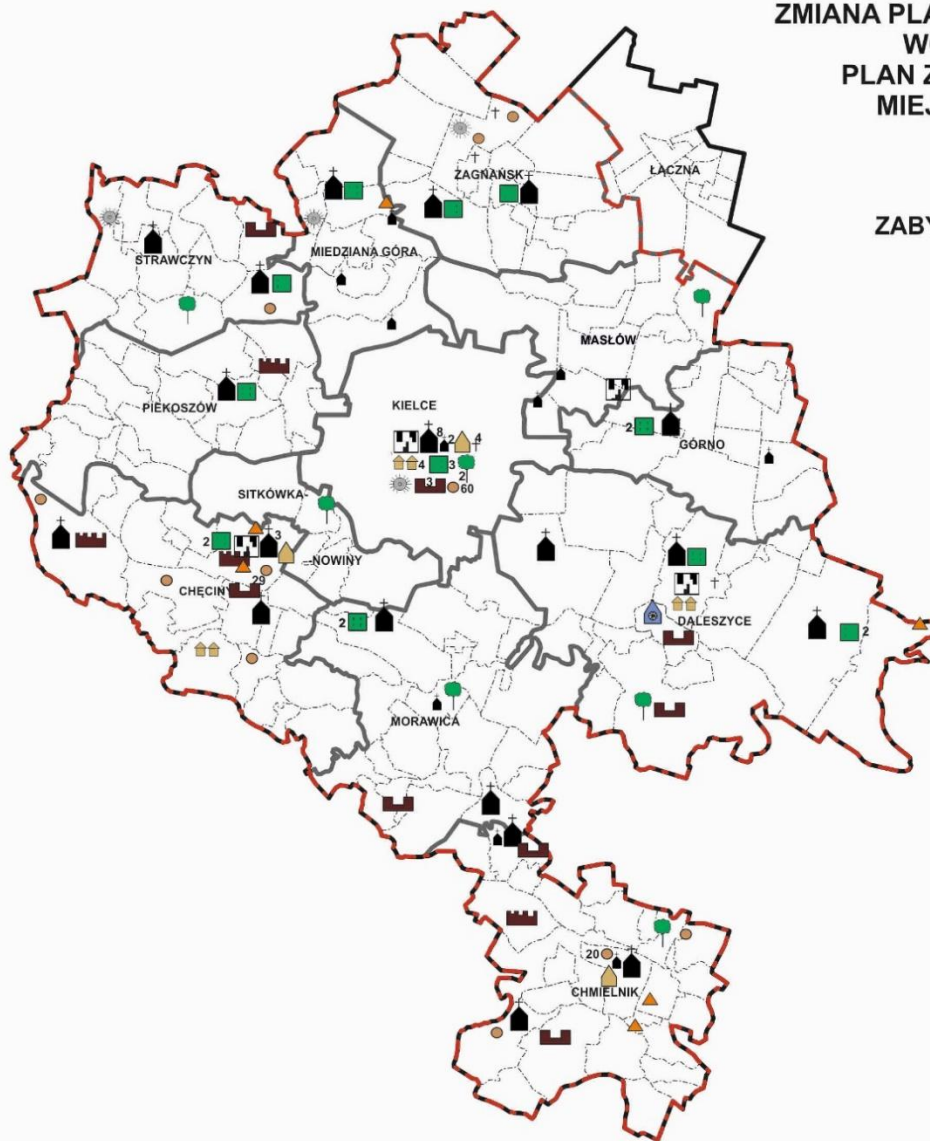 ZMIANA PLA
WO
PLAN Z
MIEJ
ZABY
ZAGNAŃSK
ŁĄCZNA
STRAWCZYN
MIEDZIANA GÓRA
MASŁÓW
PIEKOSZÓW
KIELCE
8
2
4
4
3
2
3
60
2
GÓRNO
SITKÓWKA-
-NOWINY
2
3
29
CHĘCINY
2
DALESZYCE
2
MORAWICA
20
CHMIELNIK